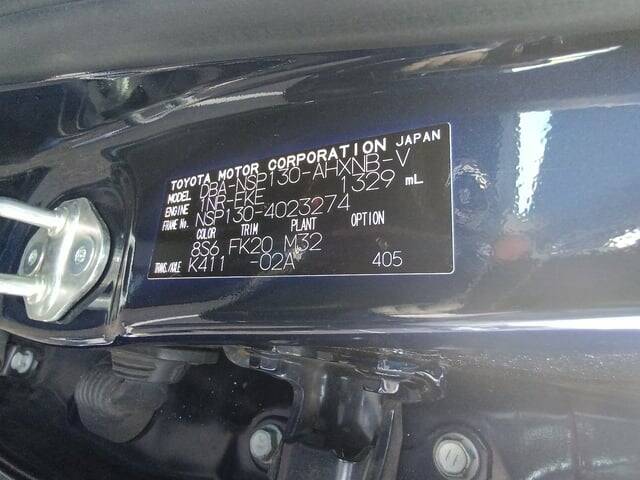 TOYOTA MOTOR CORPORATION JAPAN
MODEL DBA-NSP130-AHXNB-V
ENGINE 1NR-FKE 1329 mL
FRAME No. NSP130-4023274
COLOR TRIM PLANT OPTION
8S6 FK20 M32
TRANS./AXLE K411 -02A 405